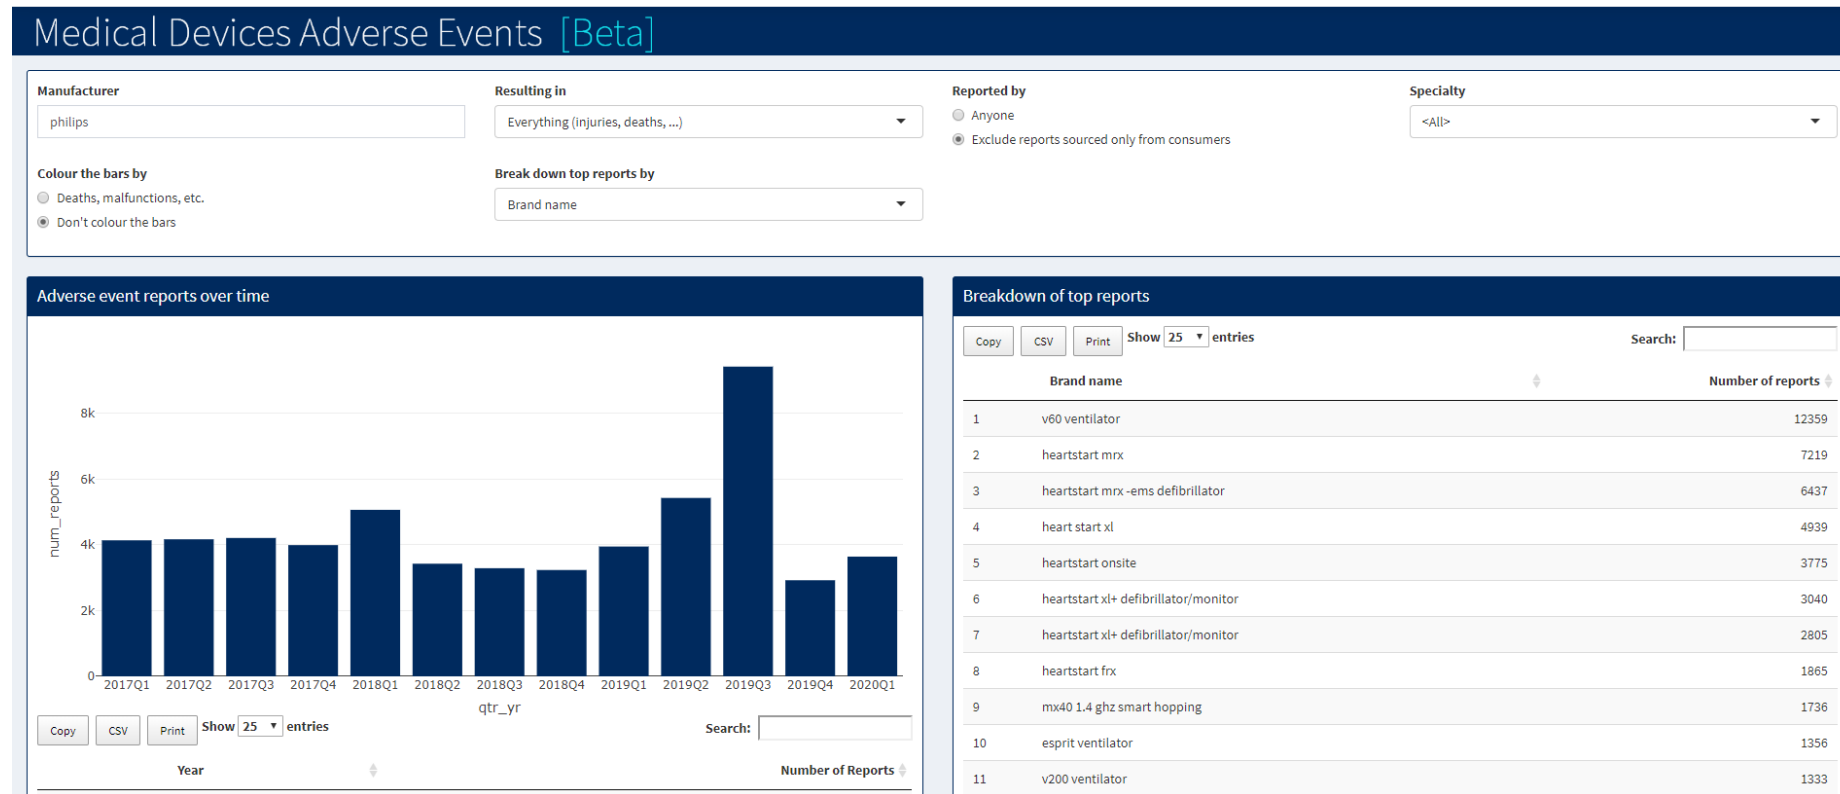 Medical Devices Adverse Events [Beta]
Manufacturer
philips
Resulting in
Everything (injuries, deaths, ...)
Reported by
Anyone
Exclude reports sourced only from consumers
Specialty
<All>
Colour the bars by
Deaths, malfunctions, etc.
Don't colour the bars
Break down top reports by
Brand name
Adverse event reports over time
num_reports
8k
6k
4k
2k
0
2017Q1 2017Q2 2017Q3 2017Q4 2018Q1 2018Q2 2018Q3 2018Q4 2019Q1 2019Q2 2019Q3 2019Q4 2020Q1
qtr_yr
Copy CSV Print Show 25 entries Search:
Year Number of Reports
Breakdown of top reports
Copy CSV Print Show 25 entries Search:
Brand name Number of reports
1 v60 ventilator 12359
2 heartstart mrx 7219
3 heartstart mrx -ems defibrillator 6437
4 heart start xl 4939
5 heartstart onsite 3775
6 heartstart xl+ defibrillator/monitor 3040
7 heartstart xl+ defibrillator/monitor 2805
8 heartstart frx 1865
9 mx40 1.4 ghz smart hopping 1736
10 esprit ventilator 1356
11 v200 ventilator 1333